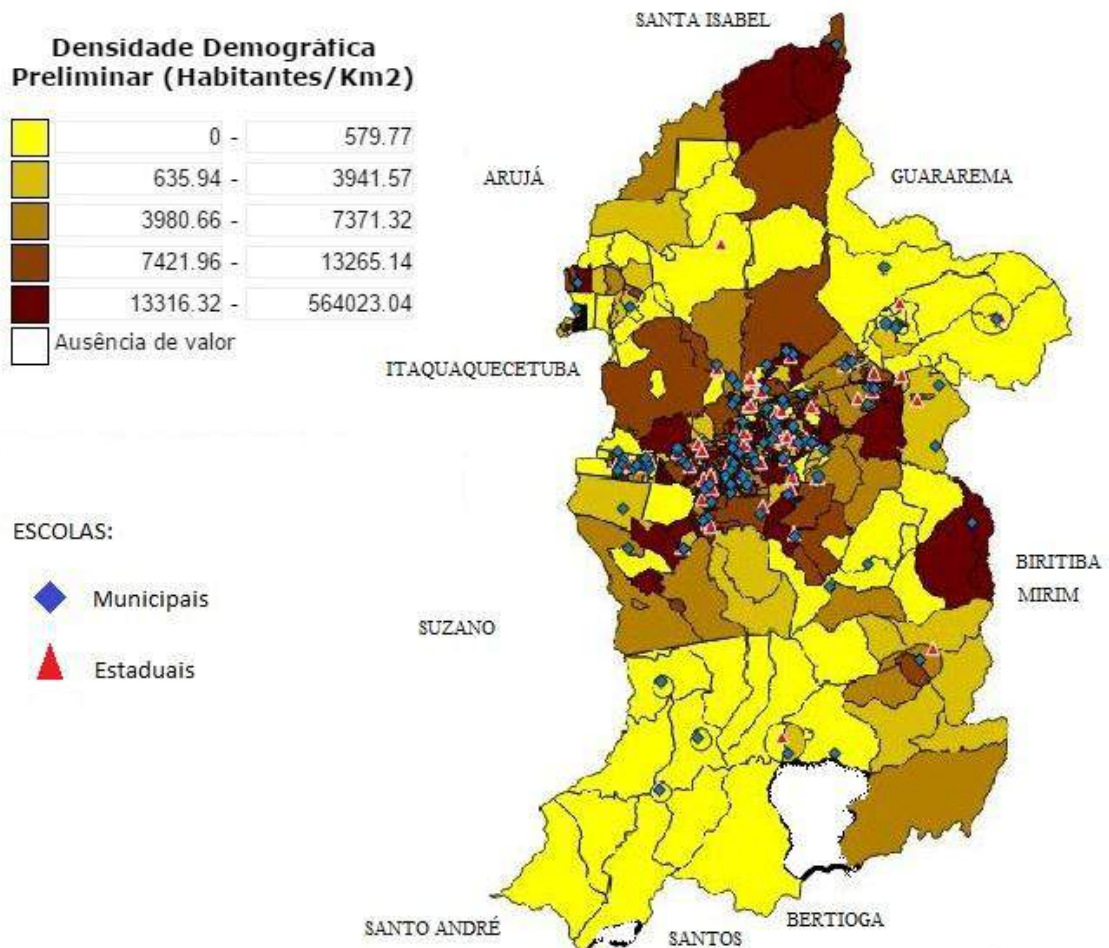 SANTA ISABEL
Densidade Demográfica
Preliminar (Habitantes/Km2)
0 - 579.77
635.94 - 3941.57
3980.66 - 7371.32
7421.96 - 13265.14
13316.32 - 564023.04
Ausência de valor
ARUJÁ
GUARAREMA
ITAQUAQUECETUBA
ESCOLAS:
Municipais
Estaduais
SUZANO
BIRITIBA
MIRIM
SANTO ANDRÉ
SANTOS
BERTIOGA